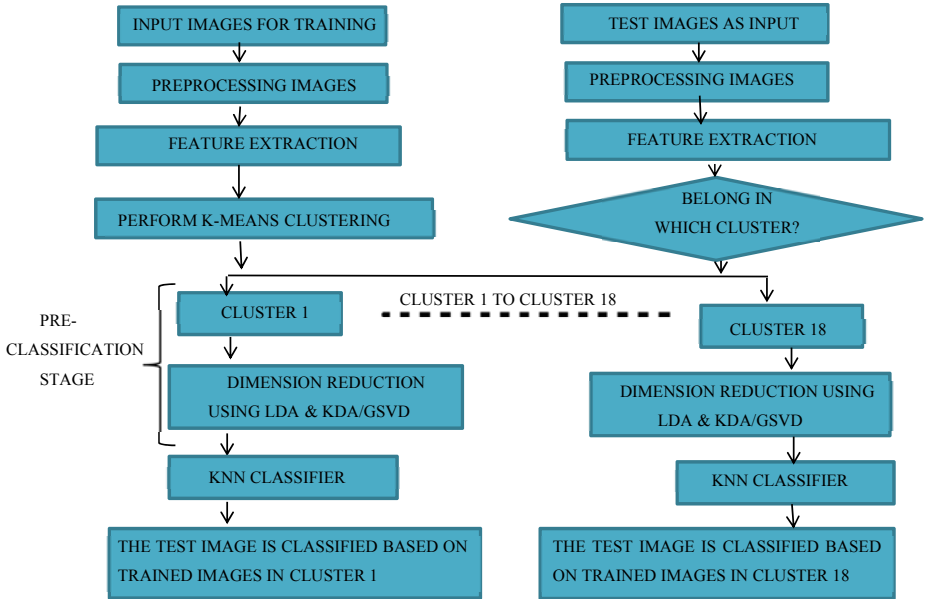 INPUT IMAGES FOR TRAINING
PREPROCESSING IMAGES
FEATURE EXTRACTION
PERFORM K-MEANS CLUSTERING
TEST IMAGES AS INPUT
PREPROCESSING IMAGES
FEATURE EXTRACTION
BELONG IN
WHICH CLUSTER?
PRE-
CLASSIFICATION
STAGE
CLUSTER 1
CLUSTER 1 TO CLUSTER 18
CLUSTER 18
DIMENSION REDUCTION
USING LDA & KDA/GSVD
KNN CLASSIFIER
THE TEST IMAGE IS CLASSIFIED BASED ON
TRAINED IMAGES IN CLUSTER 1
DIMENSION REDUCTION USING
LDA & KDA/GSVD
KNN CLASSIFIER
THE TEST IMAGE IS CLASSIFIED BASED
ON TRAINED IMAGES IN CLUSTER 18